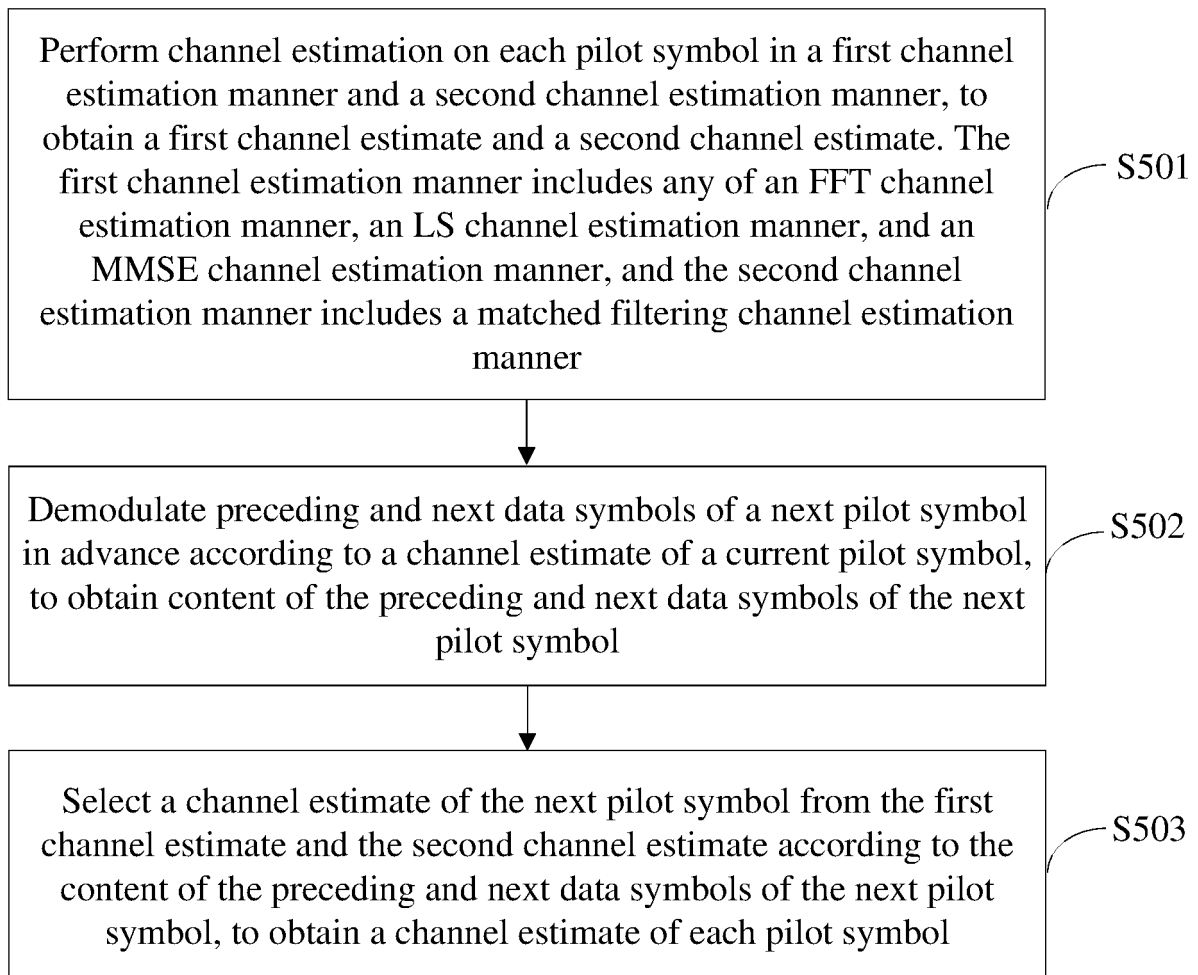 Perform channel estimation on each pilot symbol in a first channel
estimation manner and a second channel estimation manner, to
obtain a first channel estimate and a second channel estimate. The
first channel estimation manner includes any of an FFT channel
estimation manner, an LS channel estimation manner, and an
MMSE channel estimation manner, and the second channel
estimation manner includes a matched filtering channel estimation
manner
S501
Demodulate preceding and next data symbols of a next pilot symbol
in advance according to a channel estimate of a current pilot symbol,
to obtain content of the preceding and next data symbols of the next
pilot symbol
S502
Select a channel estimate of the next pilot symbol from the first
channel estimate and the second channel estimate according to the
content of the preceding and next data symbols of the next pilot
symbol, to obtain a channel estimate of each pilot symbol
S503